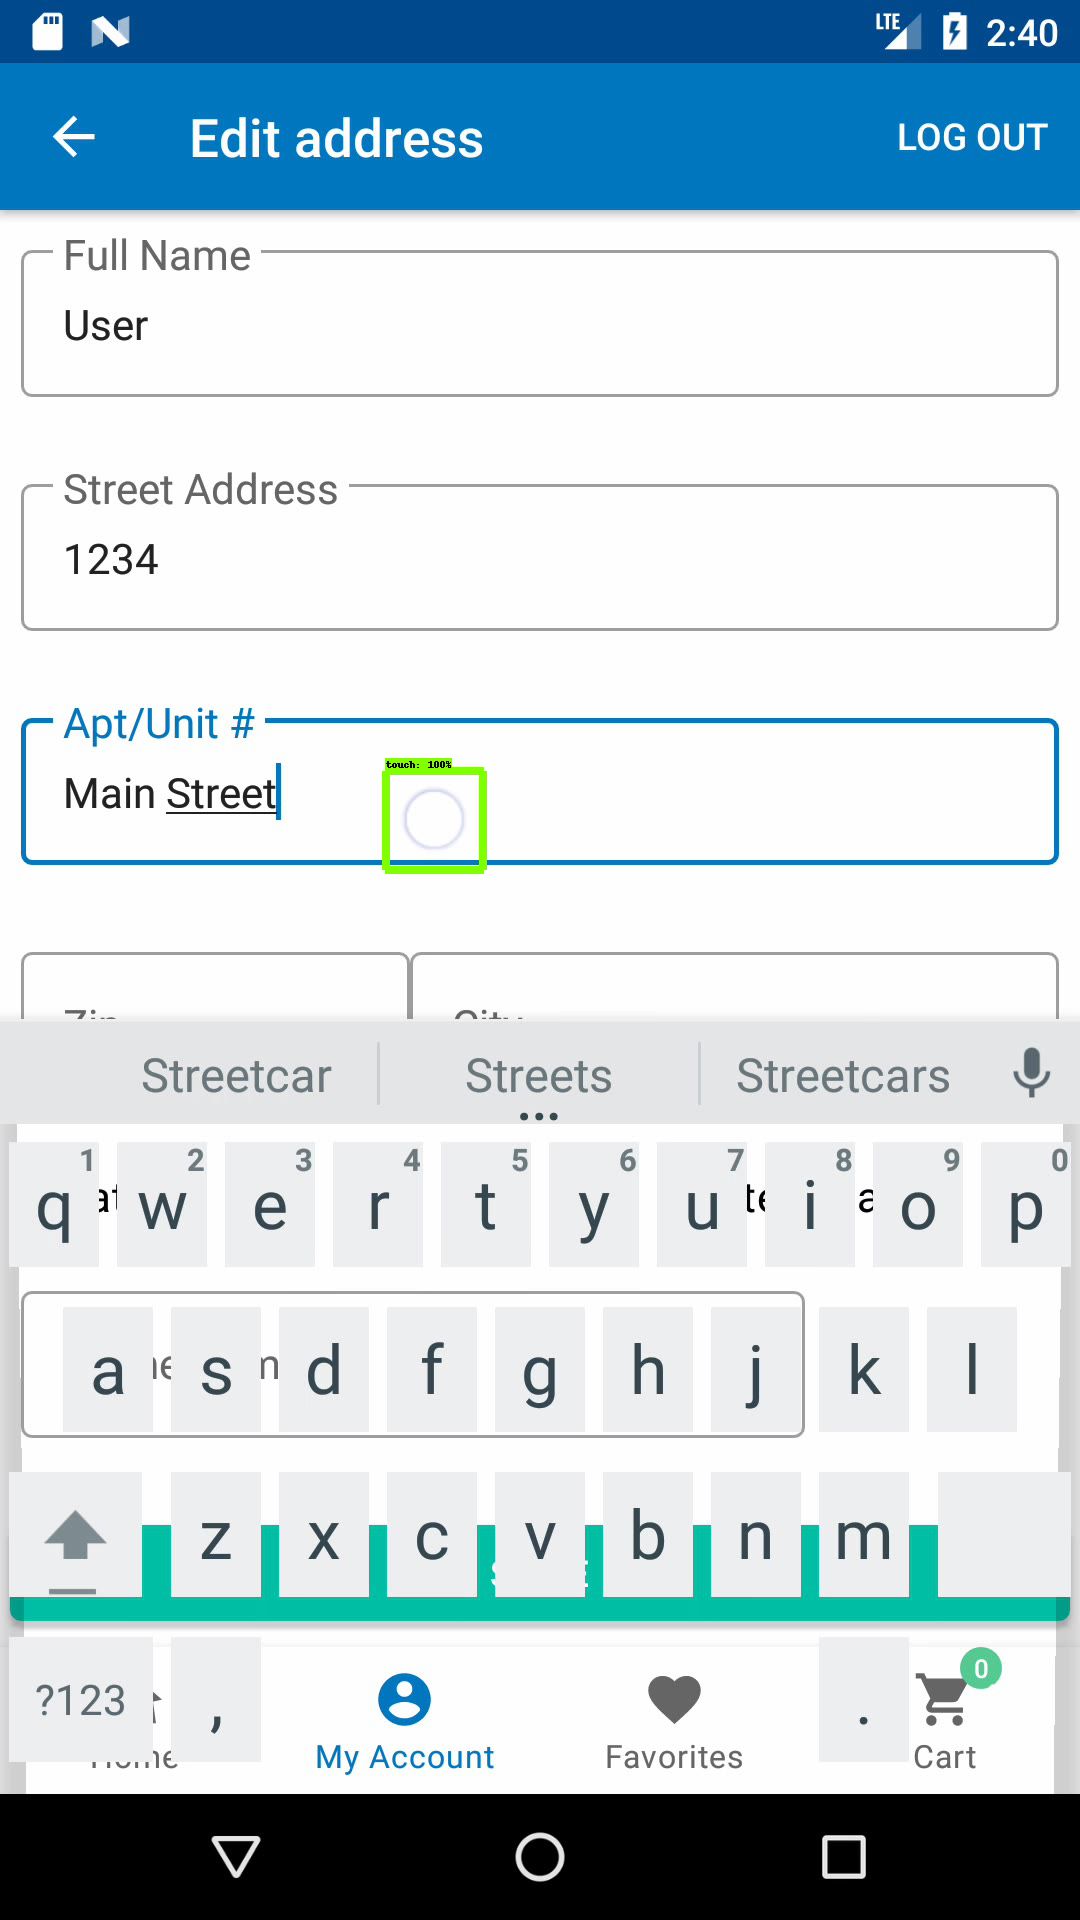 LTE 2:40
Edit address LOG OUT
Full Name
User
Street Address
1234
Apt/Unit #
Main Street
touch: 100%
Zip City
Streetcar Streets Streetcars
1 2 3 4 5 6 7 8 9 0
q w e r t y u i o p
a s d f g h j k l
z x c v b n m
?123 , . 0
Home My Account Favorites Cart